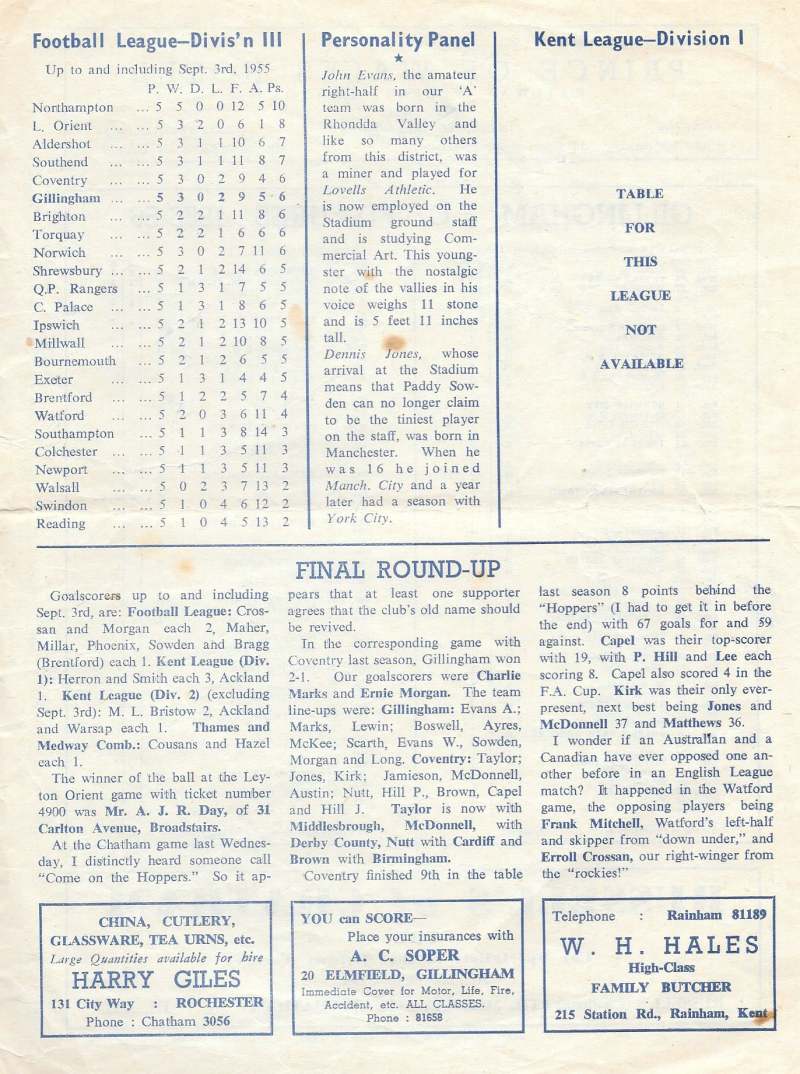 Football League—Divis'n III
Up to and including Sept. 3rd, 1955
P. W. D. L. F. A. Ps.
Northampton ... 5 5 0 0 12 5 10
L. Orient ... ... 5 3 2 0 6 1 8
Aldershot ... ... 5 3 1 1 10 6 7
Southend ... ... 5 3 1 1 11 8 7
Coventry ... ... 5 3 0 2 9 4 6
Gillingham ... ... 5 3 0 2 9 5 6
Brighton ... ... 5 2 2 1 11 8 6
Torquay ... ... 5 2 2 1 6 6 6
Norwich ... ... 5 3 0 2 7 11 6
Shrewsbury ... ... 5 2 1 2 14 6 5
Q.P. Rangers ... 5 1 3 1 7 5 5
C. Palace ... ... 5 1 3 1 8 6 5
Ipswich ... ... 5 2 1 2 13 10 5
Millwall ... ... 5 2 1 2 10 8 5
Bournemouth ... 5 2 1 2 6 5 5
Exeter ... ... 5 1 3 1 4 4 5
Brentford ... ... 5 1 2 2 5 7 4
Watford ... ... 5 2 0 3 6 11 4
Southampton ... 5 1 1 3 8 14 3
Colchester ... ... 5 1 1 3 5 11 3
Newport ... ... 5 1 1 3 5 11 3
Walsall ... ... 5 0 2 3 7 13 2
Swindon ... ... 5 1 0 4 6 12 2
Reading ... ... 5 1 0 4 5 13 2
Personality Panel
★
John Evans, the amateur
right-half in our 'A'
team was born in the
Rhondda Valley and
like so many others
from this district, was
a miner and played for
Lovells Athletic. He
is now employed on the
Stadium ground staff
and is studying Com-
mercial Art. This young-
ster with the nostalgic
note of the vallies in his
voice weighs 11 stone
and is 5 feet 11 inches
tall.
Dennis Jones, whose
arrival at the Stadium
means that Paddy Sow-
den can no longer claim
to be the tiniest player
on the staff, was born in
Manchester. When he
was 16 he joined
Manch. City and a year
later had a season with
York City.
Kent League—Division I
TABLE
FOR
THIS
LEAGUE
NOT
AVAILABLE
FINAL ROUND-UP
Goalscorers up to and including
Sept. 3rd, are: Football League: Cros-
san and Morgan each 2, Maher,
Millar, Phoenix, Sowden and Bragg
(Brentford) each 1. Kent League (Div.
1): Herron and Smith each 3, Ackland
1. Kent League (Div. 2) (excluding
Sept. 3rd): M. L. Bristow 2, Ackland
and Warsap each 1. Thames and
Medway Comb.: Cousans and Hazel
each 1.
The winner of the ball at the Ley-
ton Orient game with ticket number
4900 was Mr. A. J. R. Day, of 31
Carlton Avenue, Broadstairs.
At the Chatham game last Wednes-
day, I distinctly heard someone call
"Come on the Hoppers." So it ap-
pears that at least one supporter
agrees that the club's old name should
be revived.
In the corresponding game with
Coventry last season, Gillingham won
2-1. Our goalscorers were Charlie
Marks and Ernie Morgan. The team
line-ups were: Gillingham: Evans A.;
Marks, Lewin; Boswell, Ayres,
McKee; Scarth, Evans W., Sowden,
Morgan and Long. Coventry: Taylor;
Jones, Kirk; Jamieson, McDonnell,
Austin; Nutt, Hill P., Brown, Capel
and Hill J. Taylor is now with
Middlesbrough, McDonnell, with
Derby County, Nutt with Cardiff and
Brown with Birmingham.
Coventry finished 9th in the table
last season 8 points behind the
"Hoppers" (I had to get it in before
the end) with 67 goals for and 59
against. Capel was their top-scorer
with 19, with P. Hill and Lee each
scoring 8. Capel also scored 4 in the
F.A. Cup. Kirk was their only ever-
present, next best being Jones and
McDonnell 37 and Matthews 36.
I wonder if an Australian and a
Canadian have ever opposed one an-
other before in an English League
match? It happened in the Watford
game, the opposing players being
Frank Mitchell, Watford's left-half
and skipper from "down under," and
Erroll Crossan, our right-winger from
the "rockies!"
CHINA, CUTLERY,
GLASSWARE, TEA URNS, etc.
Large Quantities available for hire
HARRY GILES
131 City Way : ROCHESTER
Phone : Chatham 3056
YOU can SCORE—
Place your insurances with
A. C. SOPER
20 ELMFIELD, GILLINGHAM
Immediate Cover for Motor, Life, Fire,
Accident, etc. ALL CLASSES.
Phone : 81658
Telephone : Rainham 81189
W. H. HALES
High-Class
FAMILY BUTCHER
215 Station Rd., Rainham, Kent